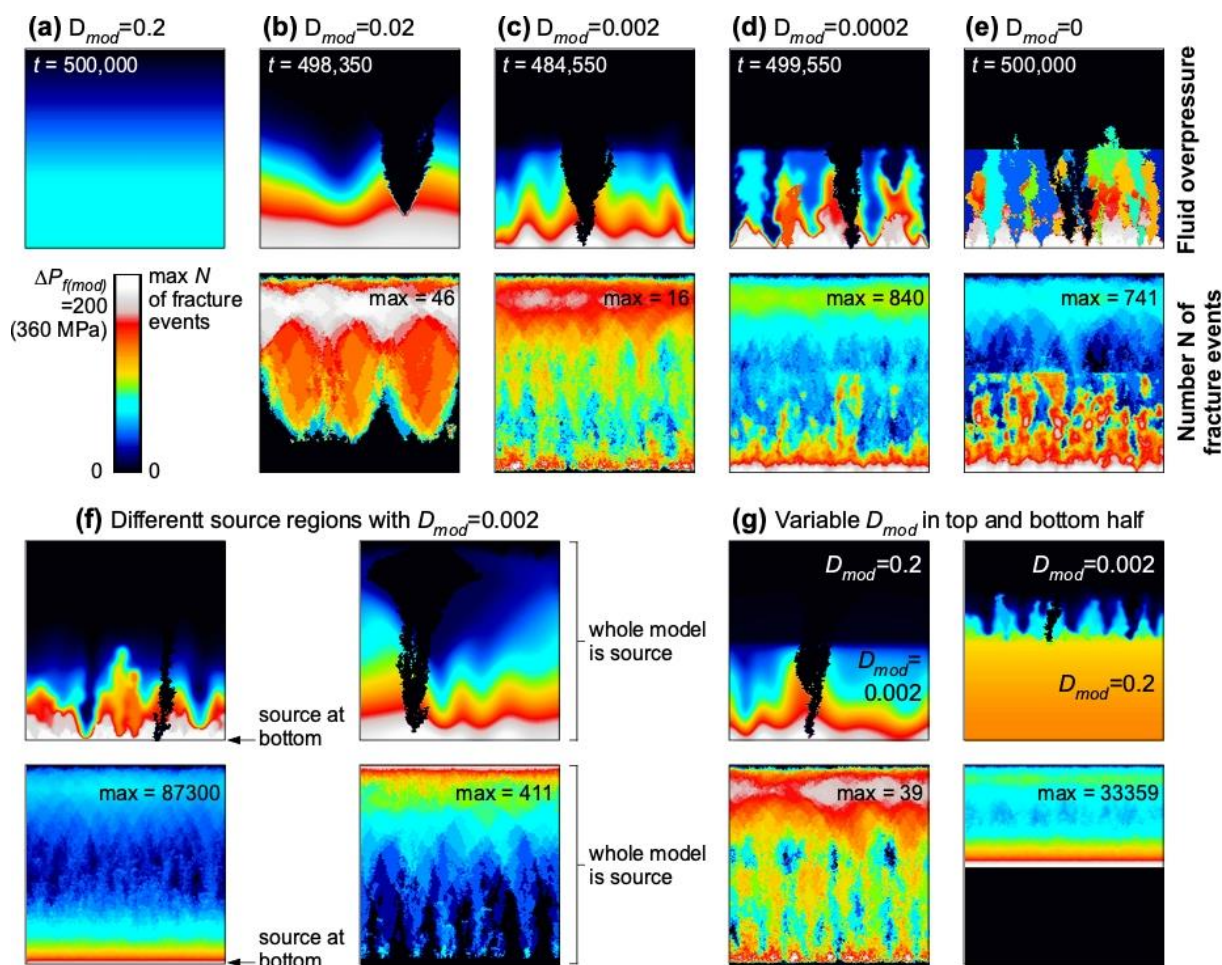 (a) D_mod=0.2
(b) D_mod=0.02
(c) D_mod=0.002
(d) D_mod=0.0002
(e) D_mod=0
t = 500,000
t = 498,350
t = 484,550
t = 499,550
t = 500,000
Fluid overpressure
ΔP_f(mod)
=200
(360 MPa)
max N
of fracture
events
0
0
max = 46
max = 16
max = 840
max = 741
Number N of
fracture events
(f) Differentt source regions with D_mod=0.002
source at
bottom
whole model
is source
max = 87300
source at
bottom
max = 411
whole model
is source
(g) Variable D_mod in top and bottom half
D_mod=0.2
D_mod=
0.002
D_mod=0.002
D_mod=0.2
max = 39
max = 33359